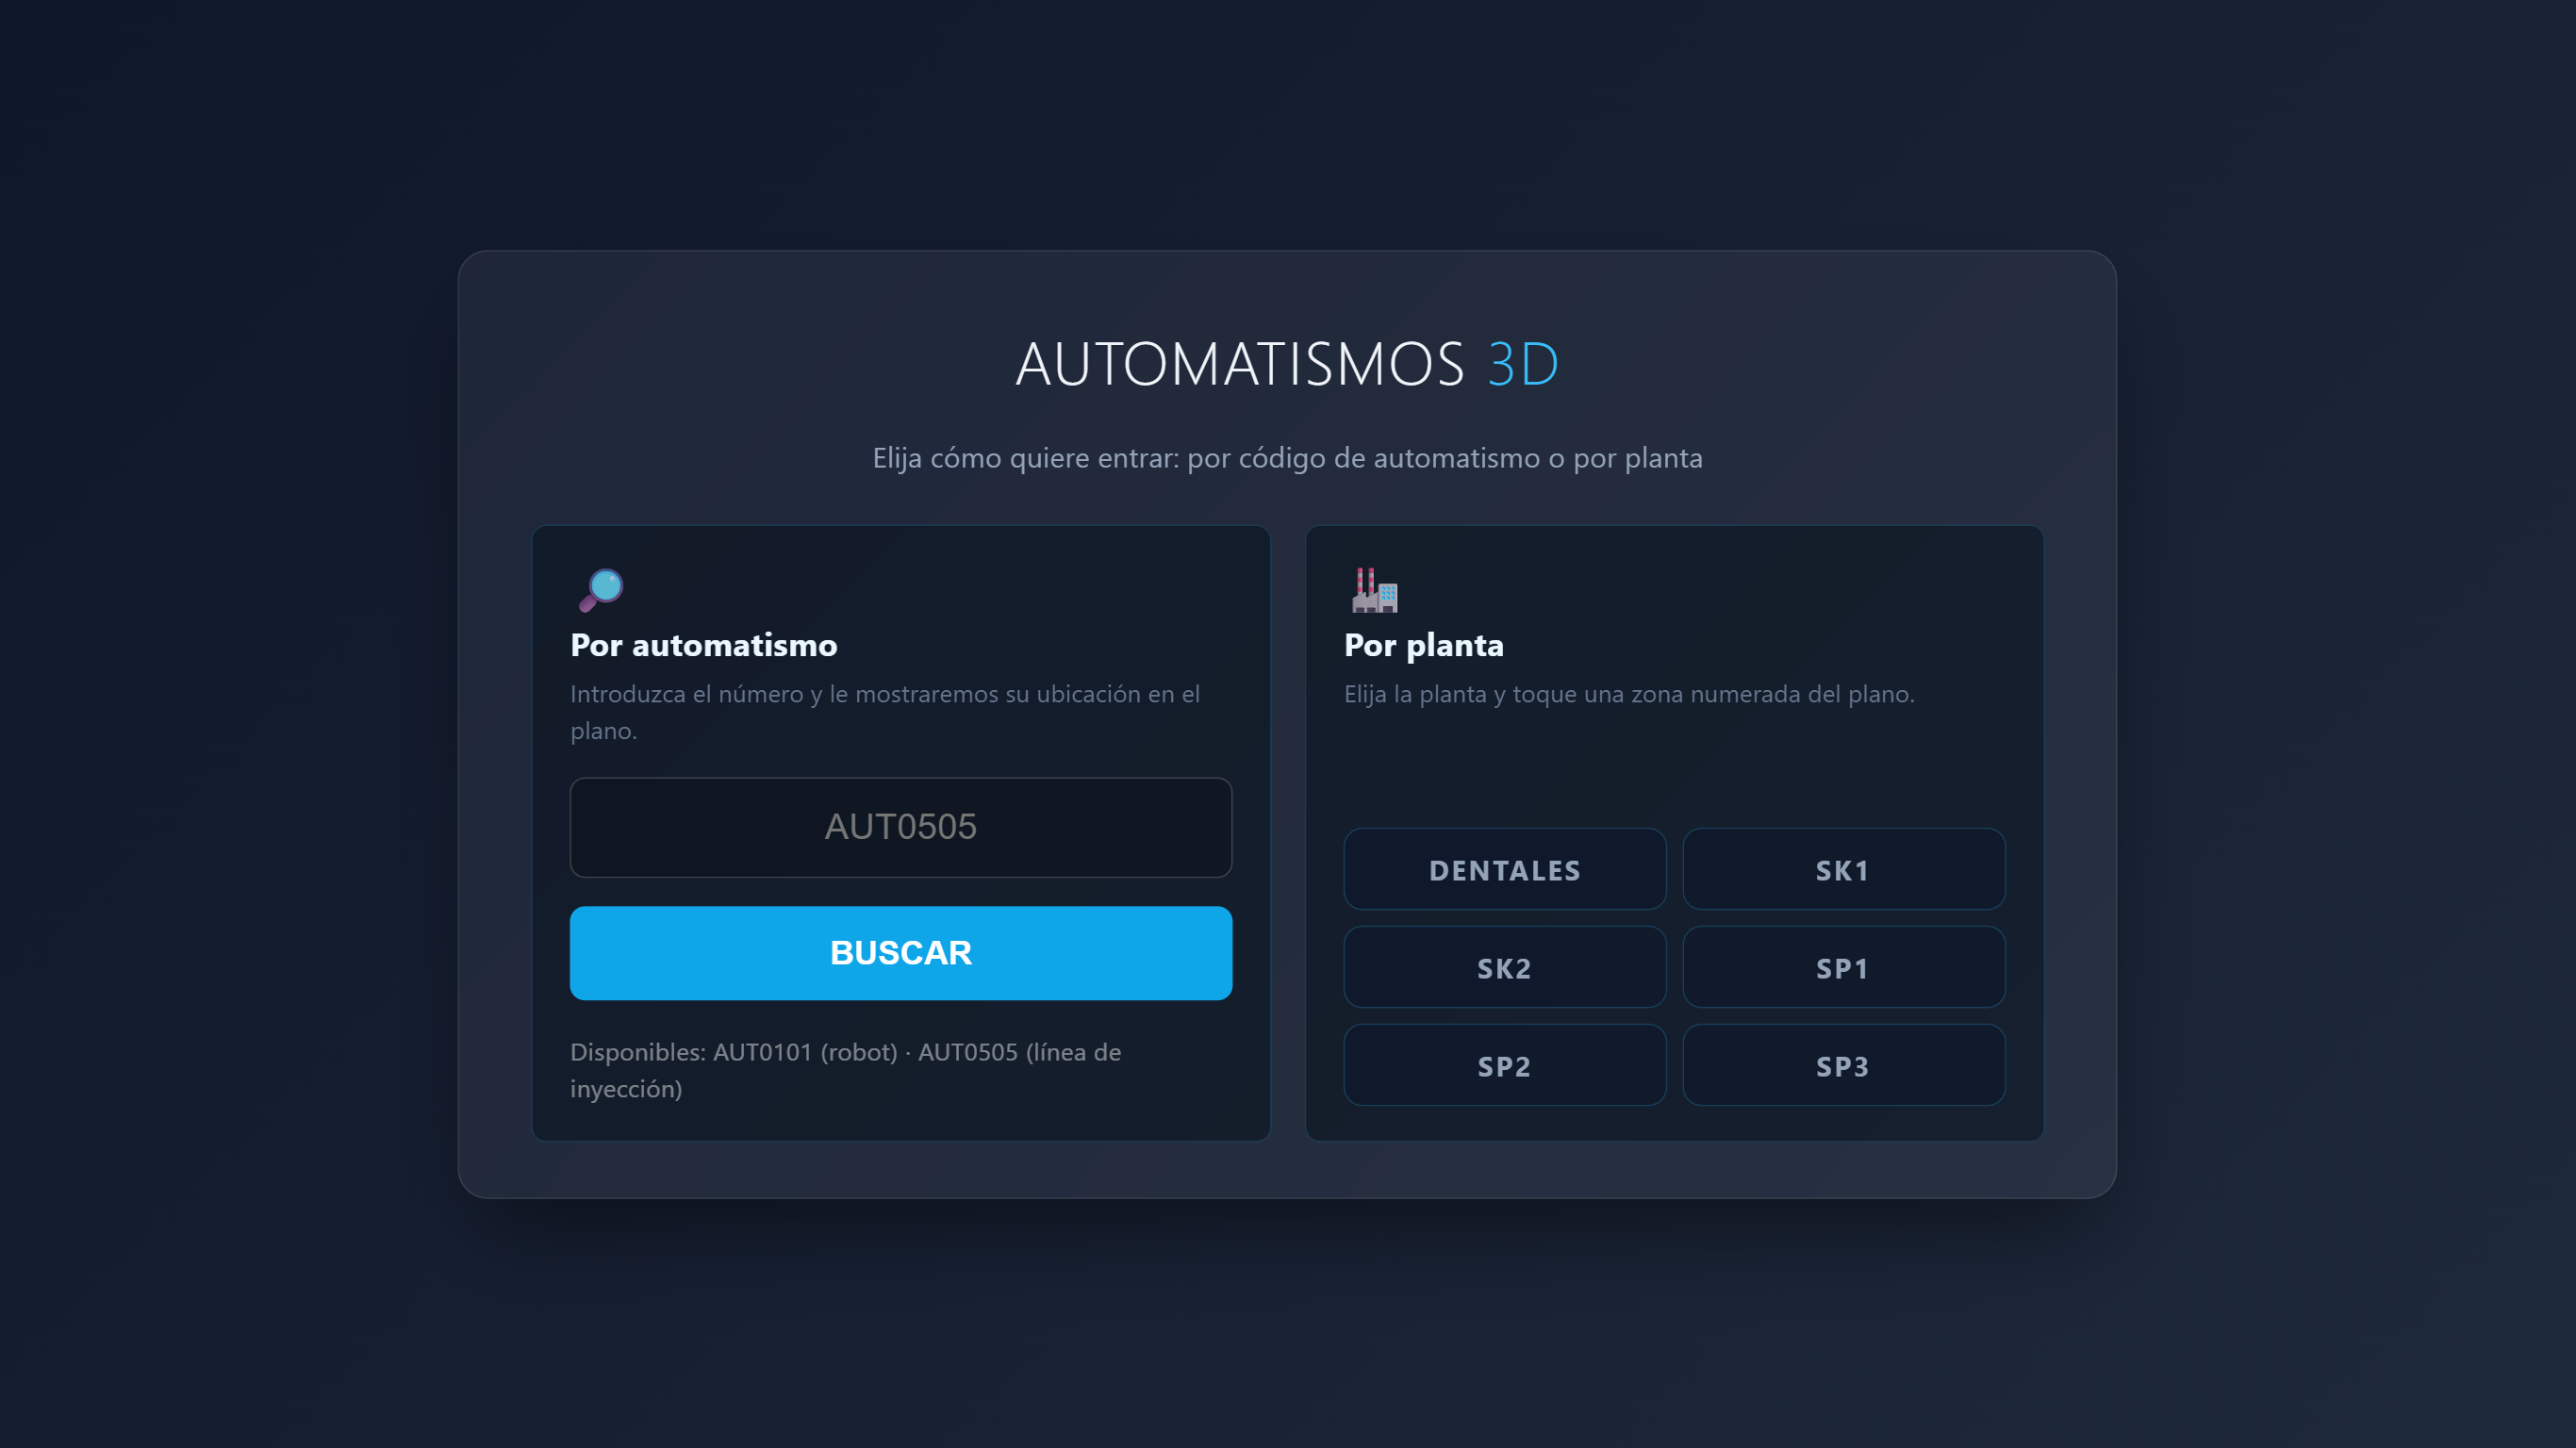 AUTOMATISMOS 3D
Elija cómo quiere entrar: por código de automatismo o por planta
Por automatismo
Introduzca el número y le mostraremos su ubicación en el
plano.
AUT0505
BUSCAR
Disponibles: AUT0101 (robot) · AUT0505 (línea de
inyección)
Por planta
Elija la planta y toque una zona numerada del plano.
DENTALES
SK1
SK2
SP1
SP2
SP3